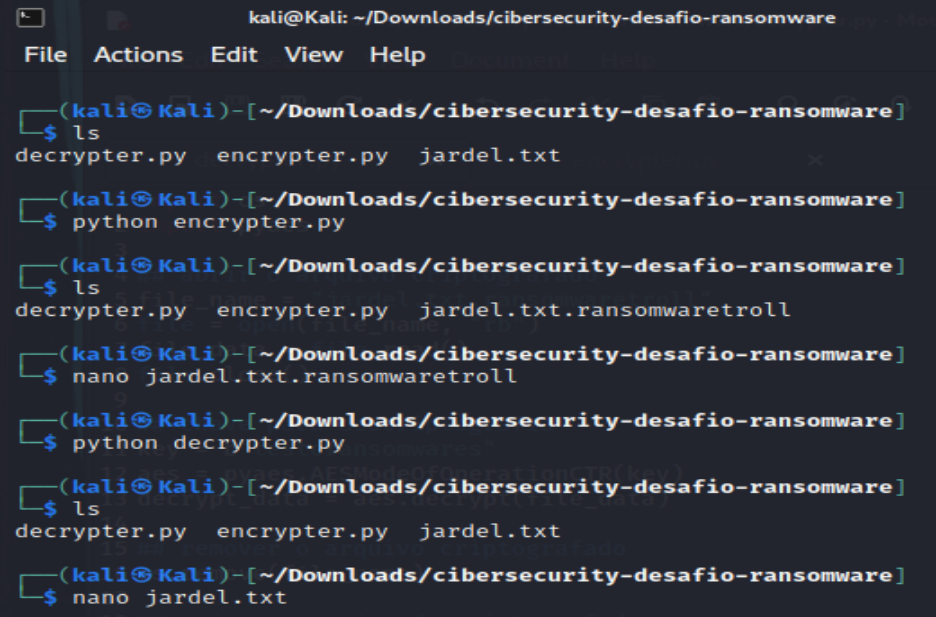 kali@Kali: ~/Downloads/cibersecurity-desafio-ransomware
File Actions Edit View Help
┌──(kali㉿Kali)-[~/Downloads/cibersecurity-desafio-ransomware]
└─$ ls
decrypter.py encrypter.py jardel.txt
┌──(kali㉿Kali)-[~/Downloads/cibersecurity-desafio-ransomware]
└─$ python encrypter.py
┌──(kali㉿Kali)-[~/Downloads/cibersecurity-desafio-ransomware]
└─$ ls
decrypter.py encrypter.py jardel.txt.ransomwaretroll
┌──(kali㉿Kali)-[~/Downloads/cibersecurity-desafio-ransomware]
└─$ nano jardel.txt.ransomwaretroll
┌──(kali㉿Kali)-[~/Downloads/cibersecurity-desafio-ransomware]
└─$ python decrypter.py
┌──(kali㉿Kali)-[~/Downloads/cibersecurity-desafio-ransomware]
└─$ ls
decrypter.py encrypter.py jardel.txt
┌──(kali㉿Kali)-[~/Downloads/cibersecurity-desafio-ransomware]
└─$ nano jardel.txt